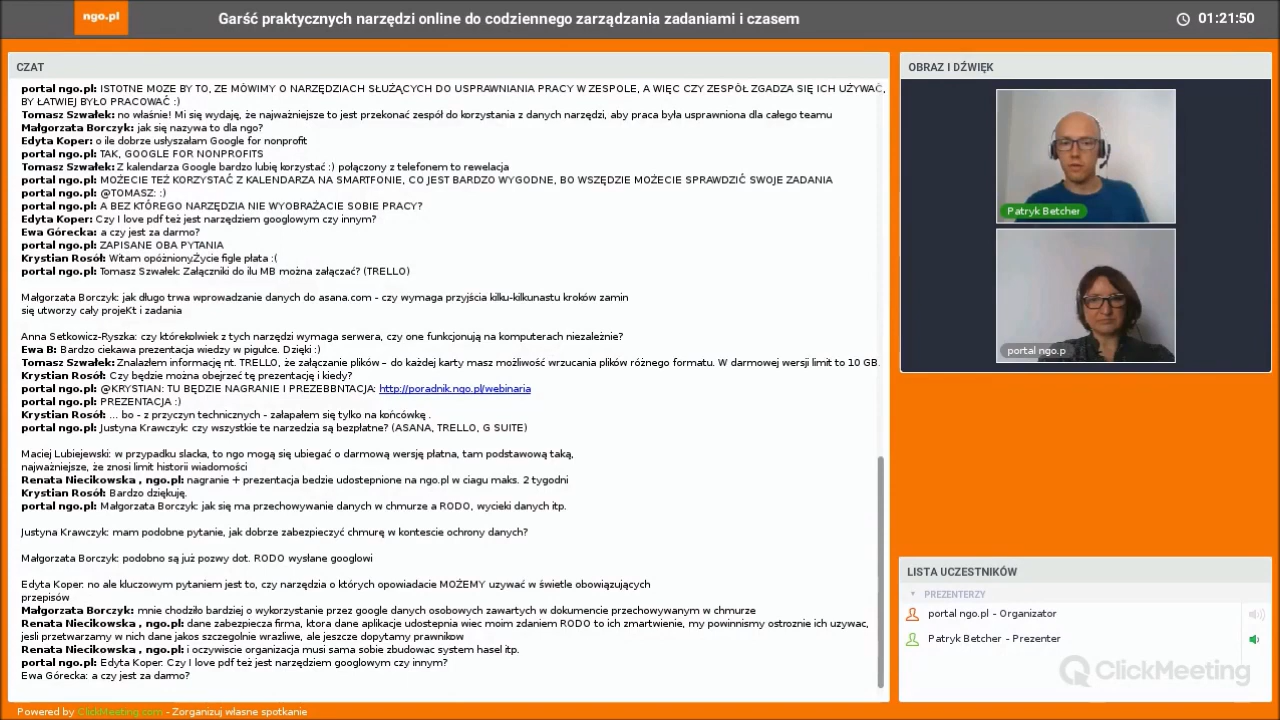 ngo.pl
Garść praktycznych narzędzi online do codziennego zarządzania zadaniami i czasem
01:21:50
CZAT
portal ngo.pl: ISTOTNE MOZE BY TO, ZE MÓWIMY O NARZĘDZIACH SŁUŻĄCYCH DO USPRAWNIANIA PRACY W ZESPOLE, A WIĘC CZY ZESPÓŁ ZGADZA SIĘ ICH UŻYWAĆ,
BY ŁATWIEJ BYŁO PRACOWAĆ :)
Tomasz Szwałek: no właśnie! Mi się wydaję, że najważniejsze to jest przekonać zespół do korzystania z danych narzędzi, aby praca była usprawniona dla całego teamu
Małgorzata Borczyk: jak się nazywa to dla ngo?
Edyta Koper: o ile dobrze usłyszałam Google for nonprofit
portal ngo.pl: TAK, GOOGLE FOR NONPROFITS
Tomasz Szwałek: Z kalendarza Google bardzo lubię korzystać :) połączony z telefonem to rewelacja
portal ngo.pl: MOŻECIE TEŻ KORZYSTAĆ Z KALENDARZA NA SMARTFONIE, CO JEST BARDZO WYGODNE, BO WSZĘDZIE MOŻECIE SPRAWDZIĆ SWOJE ZADANIA
portal ngo.pl: @TOMASZ: :)
portal ngo.pl: A BEZ KTÓREGO NARZĘDZIA NIE WYOBRAŻACIE SOBIE PRACY?
Edyta Koper: Czy I love pdf też jest narzędziem googlowym czy innym?
Ewa Górecka: a czy jest za darmo?
portal ngo.pl: ZAPISANE OBA PYTANIA
Krystian Rosół: Witam opóżniony.Życie figle płata :(
portal ngo.pl: Tomasz Szwałek: Załączniki do ilu MB można załączać? (TRELLO)
Małgorzata Borczyk: jak długo trwa wprowadzanie danych do asana.com - czy wymaga przyjścia kilku-kilkunastu kroków zamin
się utworzy cały projeKt i zadania
Anna Setkowicz-Ryszka: czy którekolwiek z tych narzędzi wymaga serwera, czy one funkcjonują na komputerach niezależnie?
Ewa B: Bardzo ciekawa prezentacja wiedzy w pigułce. Dzięki :)
Tomasz Szwałek: Znalazłem informację nt. TRELLO, że załączanie plików – do każdej karty masz możliwość wrzucania plików różnego formatu. W darmowej wersji limit to 10 GB.
Krystian Rosół: Czy będzie można obejrzeć tę prezentację i kiedy?
portal ngo.pl: @KRYSTIAN: TU BĘDZIE NAGRANIE I PREZEBBNTACJA: http://poradnik.ngo.pl/webinaria
portal ngo.pl: PREZENTACJA :)
Krystian Rosół: ... bo - z przyczyn technicznych - załapałem się tylko na końcówkę .
portal ngo.pl: Justyna Krawczyk: czy wszystkie te narzedzia są bezpłatne? (ASANA, TRELLO, G SUITE)
Maciej Lubiejewski: w przypadku slacka, to ngo mogą się ubiegać o darmową wersję płatna, tam podstawową taką,
najważniejsze, że znosi limit historii wiadomości
Renata Niecikowska , ngo.pl: nagranie + prezentacja bedzie udostepnione na ngo.pl w ciagu maks. 2 tygodni
Krystian Rosół: Bardzo dziękuję.
portal ngo.pl: Małgorzata Borczyk: jak się ma przechowywanie danych w chmurze a RODO, wycieki danych itp.
Justyna Krawczyk: mam podobne pytanie, jak dobrze zabezpieczyć chmurę w kontescie ochrony danych?
Małgorzata Borczyk: podobno są już pozwy dot. RODO wysłane googlowi
Edyta Koper: no ale kluczowym pytaniem jest to, czy narzędzia o których opowiadacie MOŻEMY uzywać w świetle obowiązujących
przepisów
Małgorzata Borczyk: mnie chodziło bardziej o wykorzystanie przez google danych osobowych zawartych w dokumencie przechowywanym w chmurze
Renata Niecikowska , ngo.pl: dane zabezpiecza firma, ktora dane aplikacje udostepnia wiec moim zdaniem RODO to ich zmartwienie, my powinnismy ostroznie ich uzywac,
jesli przetwarzamy w nich dane jakos szczegolnie wrazliwe, ale jeszcze dopytamy prawnikow
Renata Niecikowska , ngo.pl: i oczywiscie organizacja musi sama sobie zbudowac system hasel itp.
portal ngo.pl: Edyta Koper: Czy I love pdf też jest narzędziem googlowym czy innym?
Ewa Górecka: a czy jest za darmo?
OBRAZ I DŹWIĘK
Patryk Betcher
portal ngo.p
LISTA UCZESTNIKÓW
PREZENTERZY
portal ngo.pl - Organizator
Patryk Betcher - Prezenter
ClickMeeting
Powered by ClickMeeting.com - Zorganizuj własne spotkanie